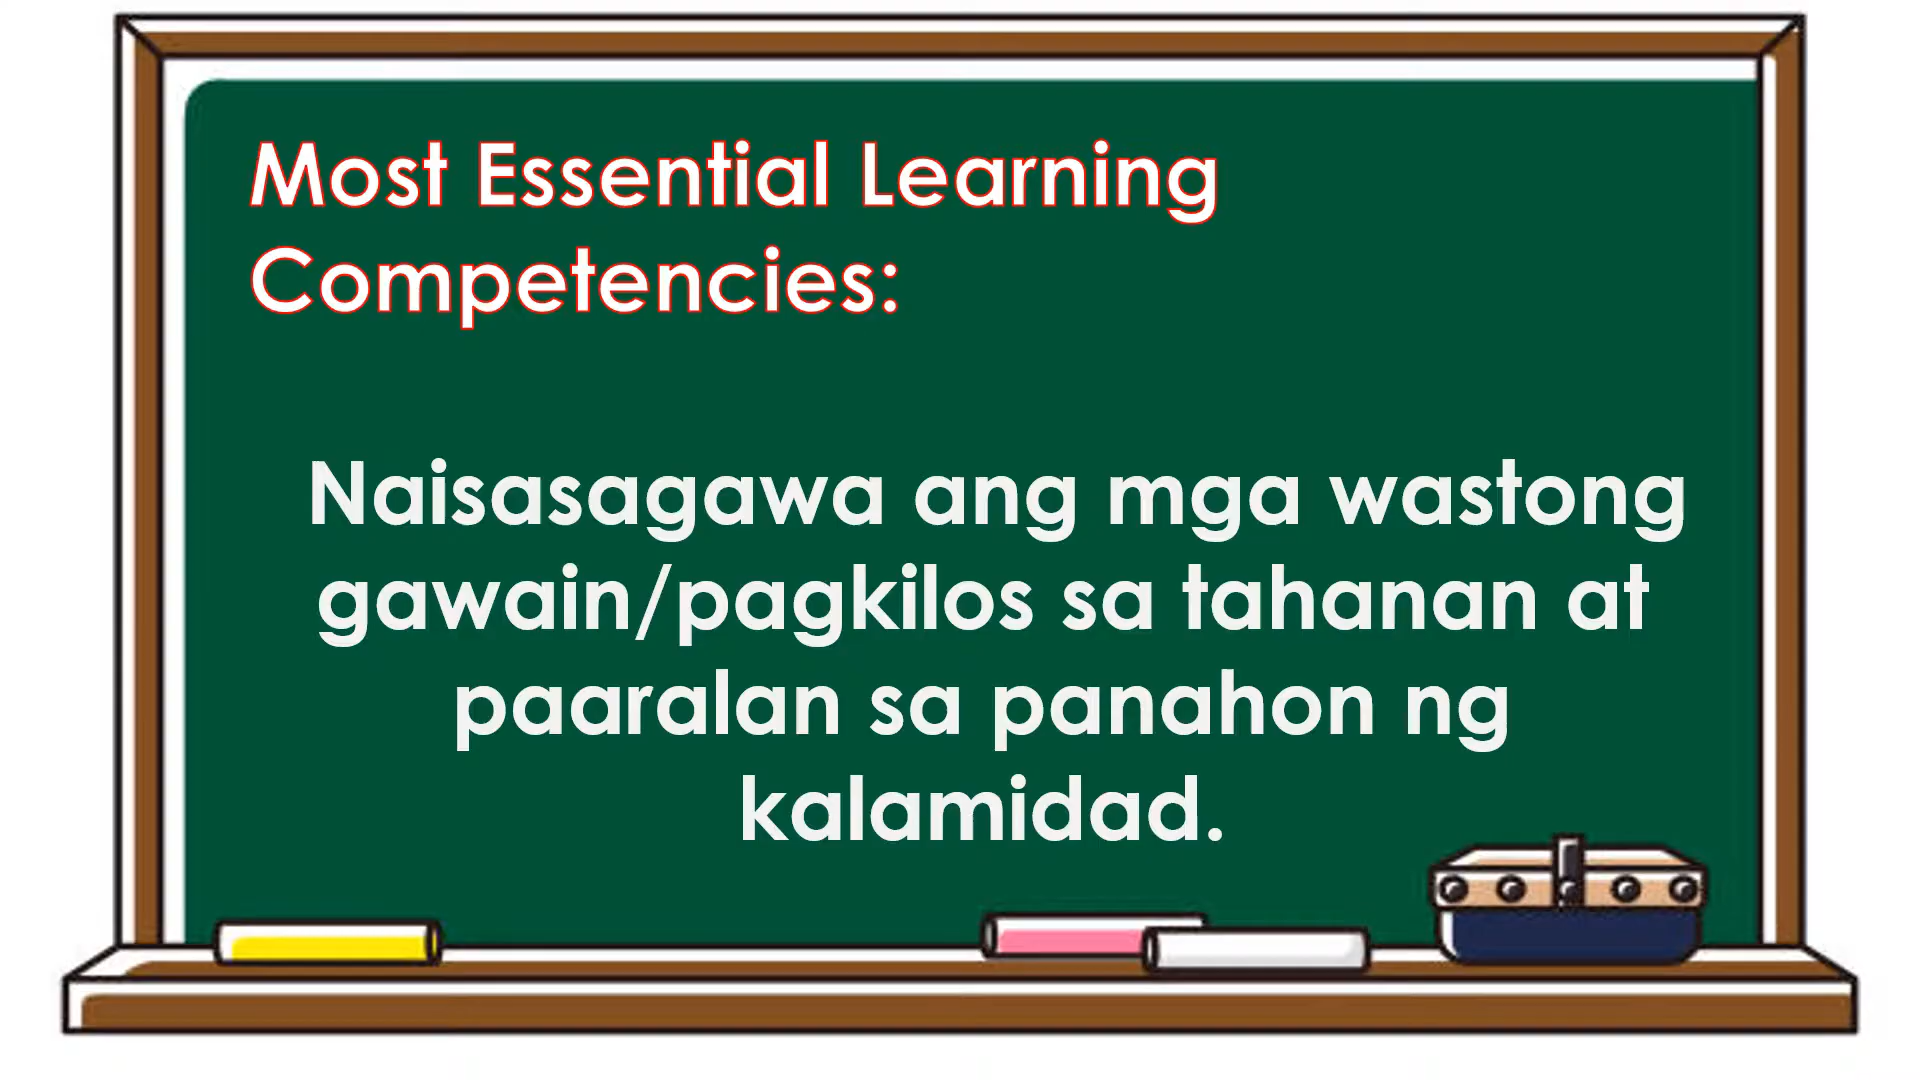 Most Essential Learning
Competencies:
Naisasagawa ang mga wastong
gawain/pagkilos sa tahanan at
paaralan sa panahon ng
kalamidad.